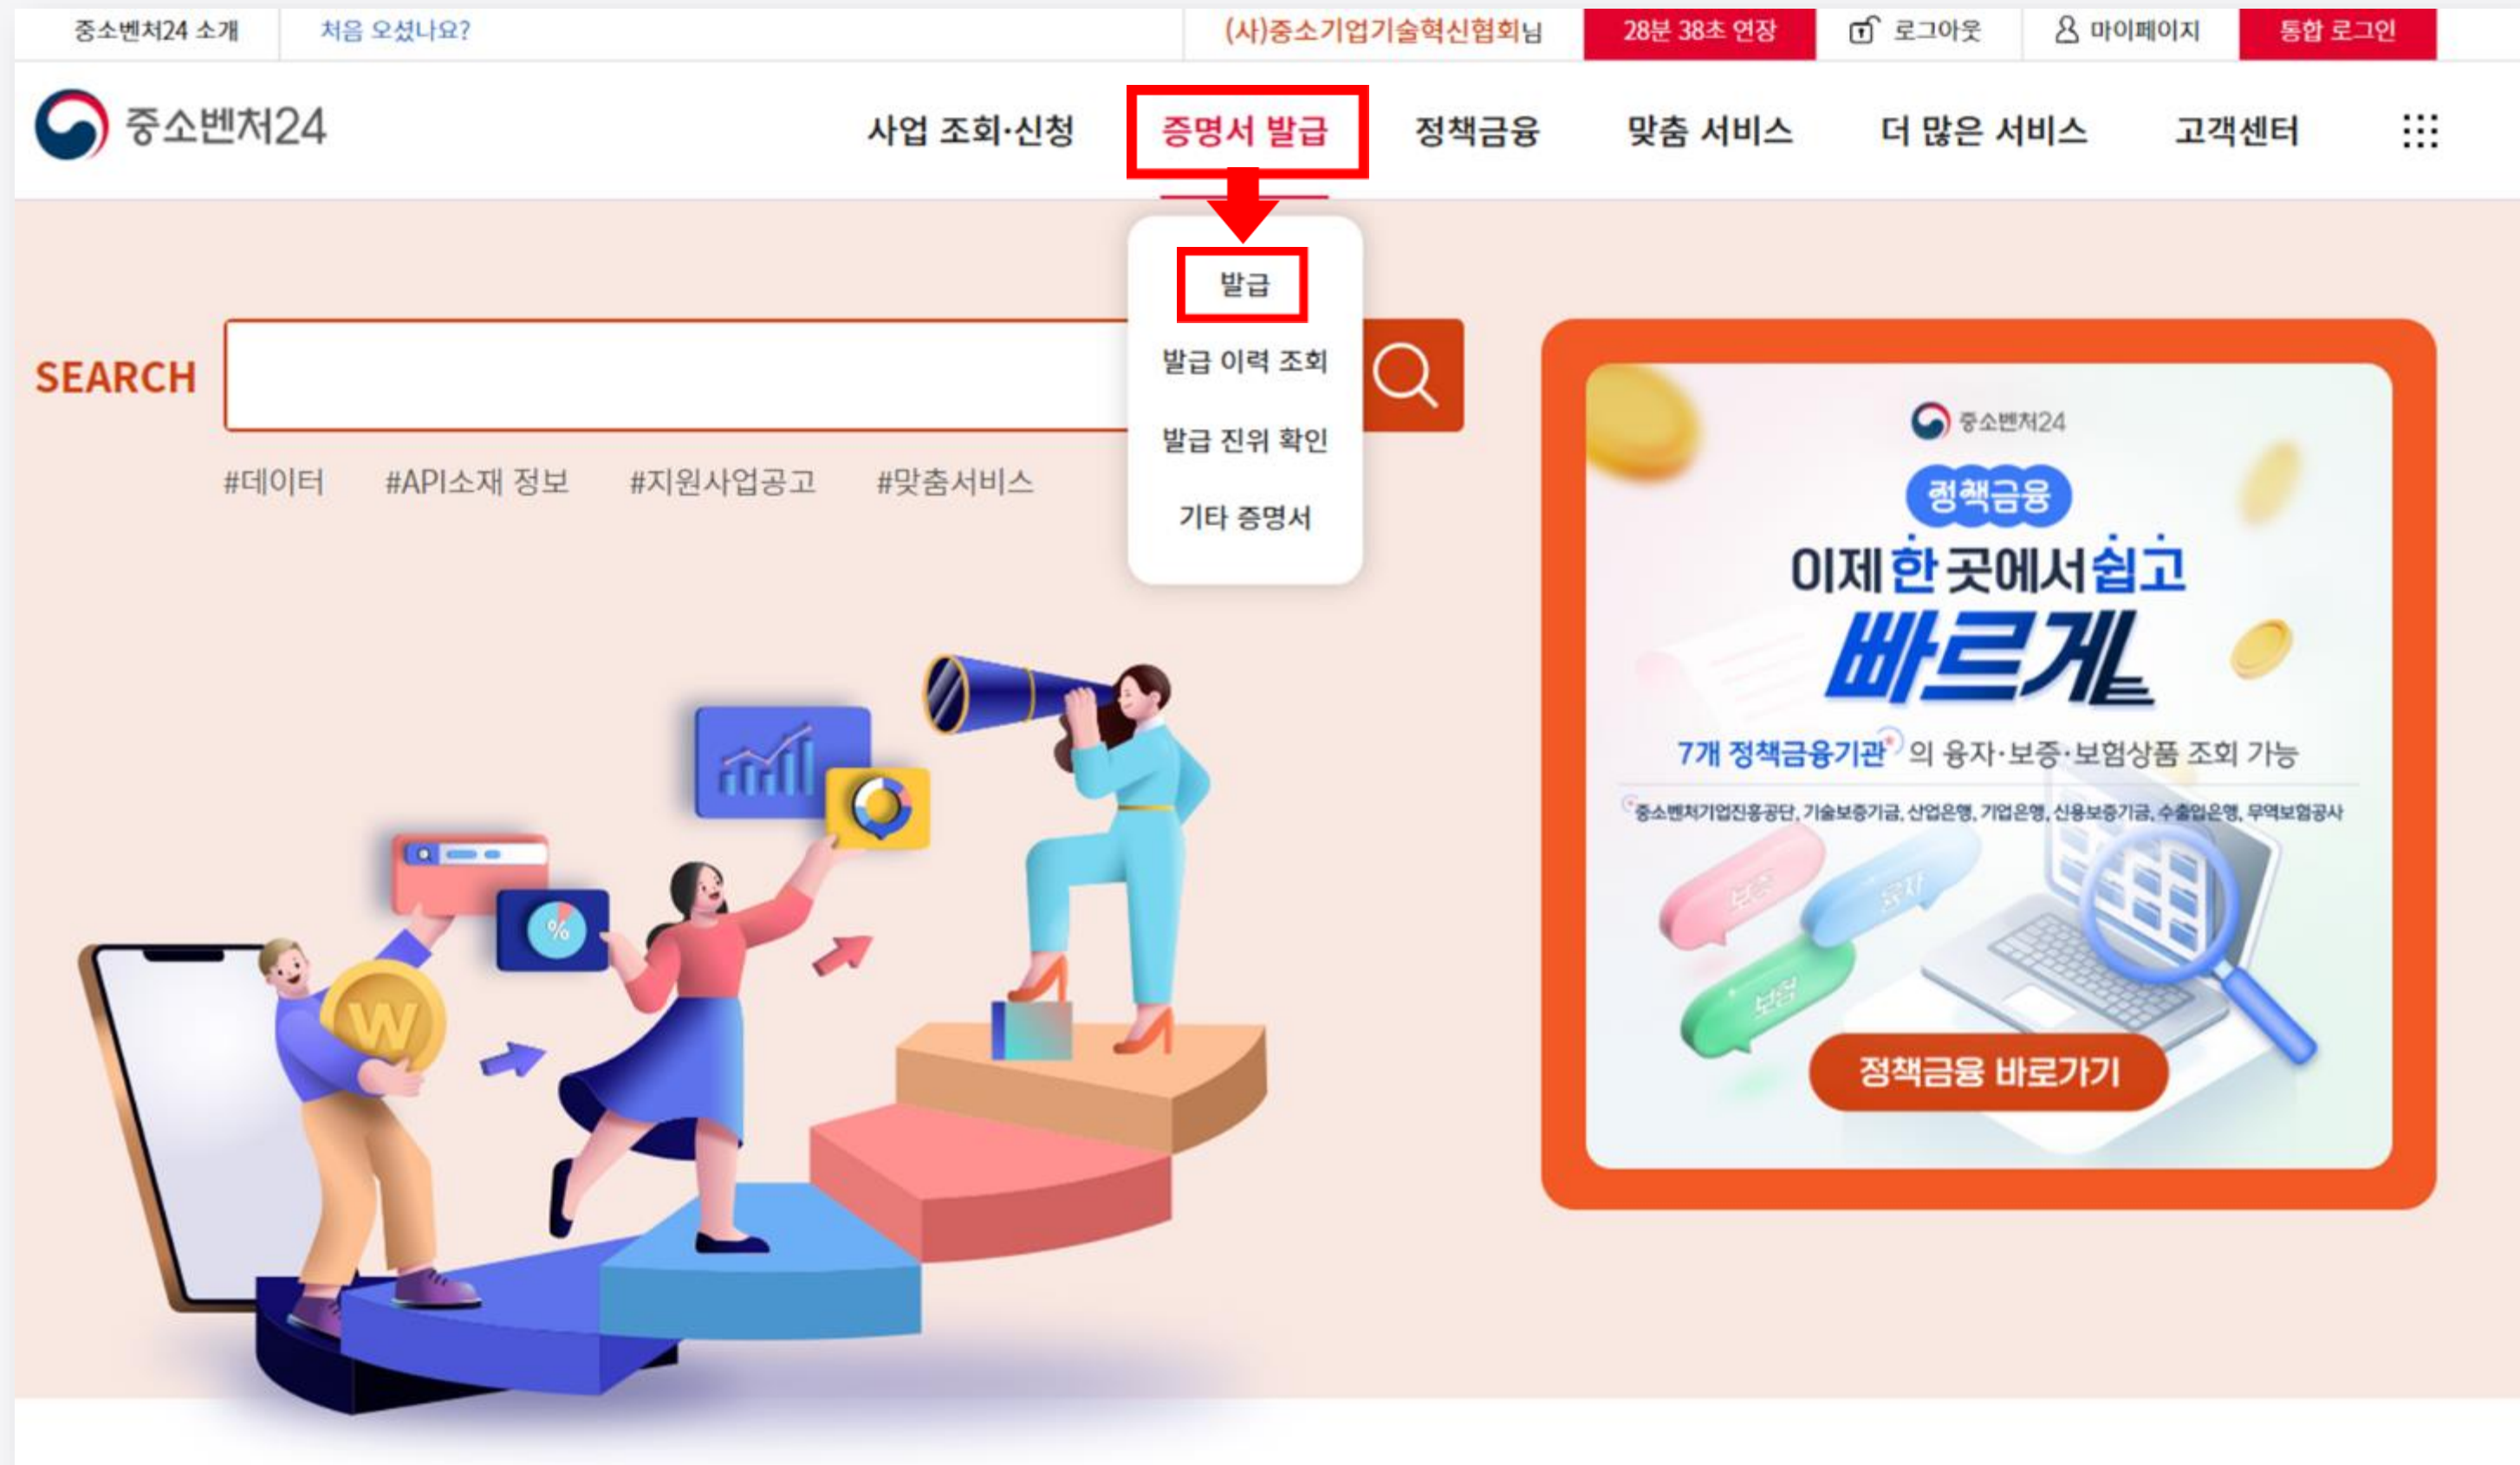 중소벤처24 소개
처음 오셨나요?
(사)중소기업기술혁신협회님
28분 38초 연장
로그아웃
마이페이지
통합 로그인
중소벤처24
사업 조회·신청
증명서 발급
정책금융
맞춤 서비스
더 많은 서비스
고객센터
발급
발급 이력 조회
발급 진위 확인
기타 증명서
SEARCH
#데이터 #API소재 정보 #지원사업공고 #맞춤서비스
중소벤처24
정책금융
이제 한 곳에서 쉽고
빠르게
7개 정책금융기관* 의 융자·보증·보험상품 조회 가능
*중소벤처기업진흥공단, 기술보증기금, 산업은행, 기업은행, 신용보증기금, 수출입은행, 무역보험공사
보증
융자
보험
정책금융 바로가기
%
W